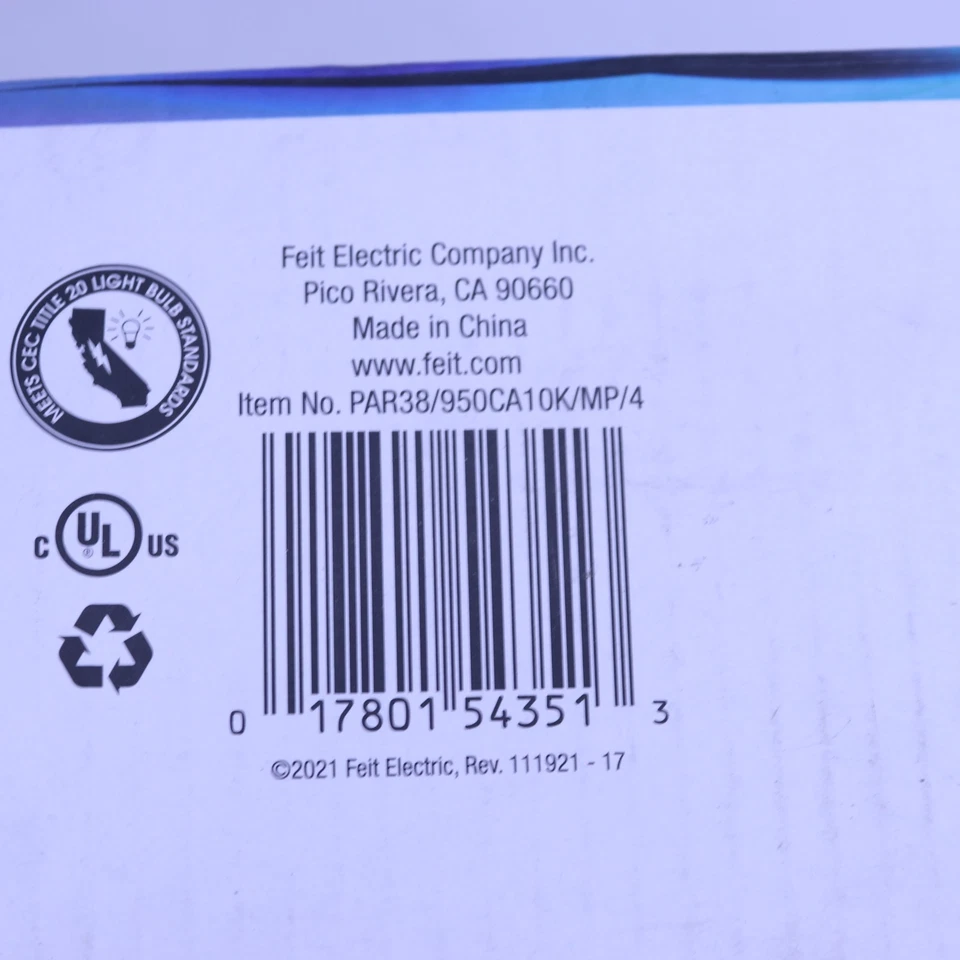 Feit Electric Company Inc.
Pico Rivera, CA 90660
Made in China
www.feit.com
Item No. PAR38/950CA10K/MP/4
MEETS CEC TITLE 20 LIGHT BULB STANDARDS
C UL® US
0 17801 54351 3
©2021 Feit Electric, Rev. 111921 - 17